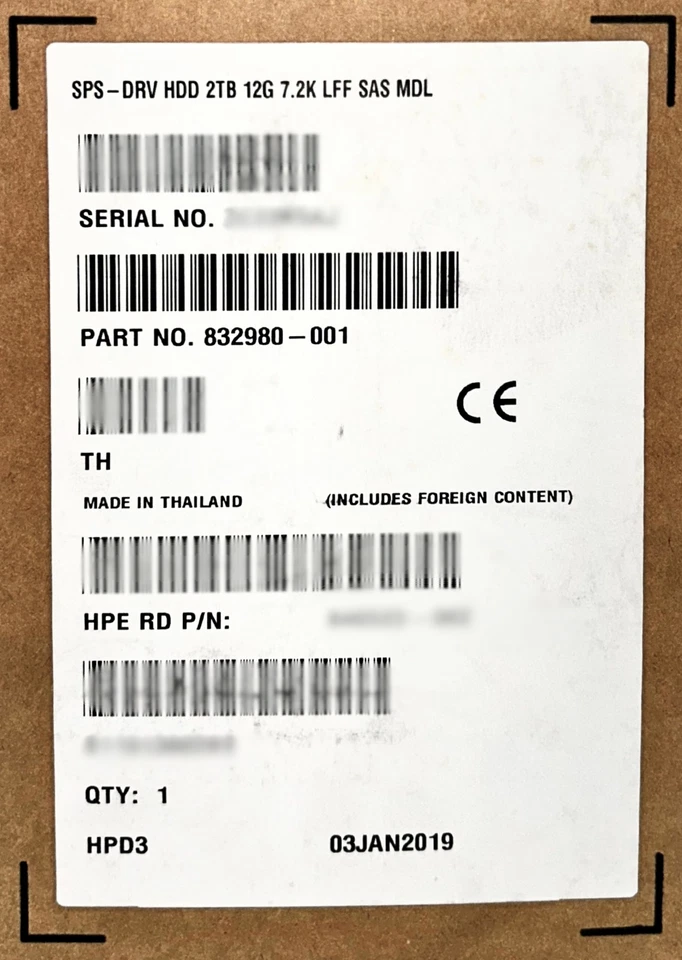 SPS-DRV HDD 2TB 12G 7.2K LFF SAS MDL
SERIAL NO.
PART NO. 832980-001
CE
TH
MADE IN THAILAND (INCLUDES FOREIGN CONTENT)
HPE RD P/N:
QTY: 1
HPD3 03JAN2019